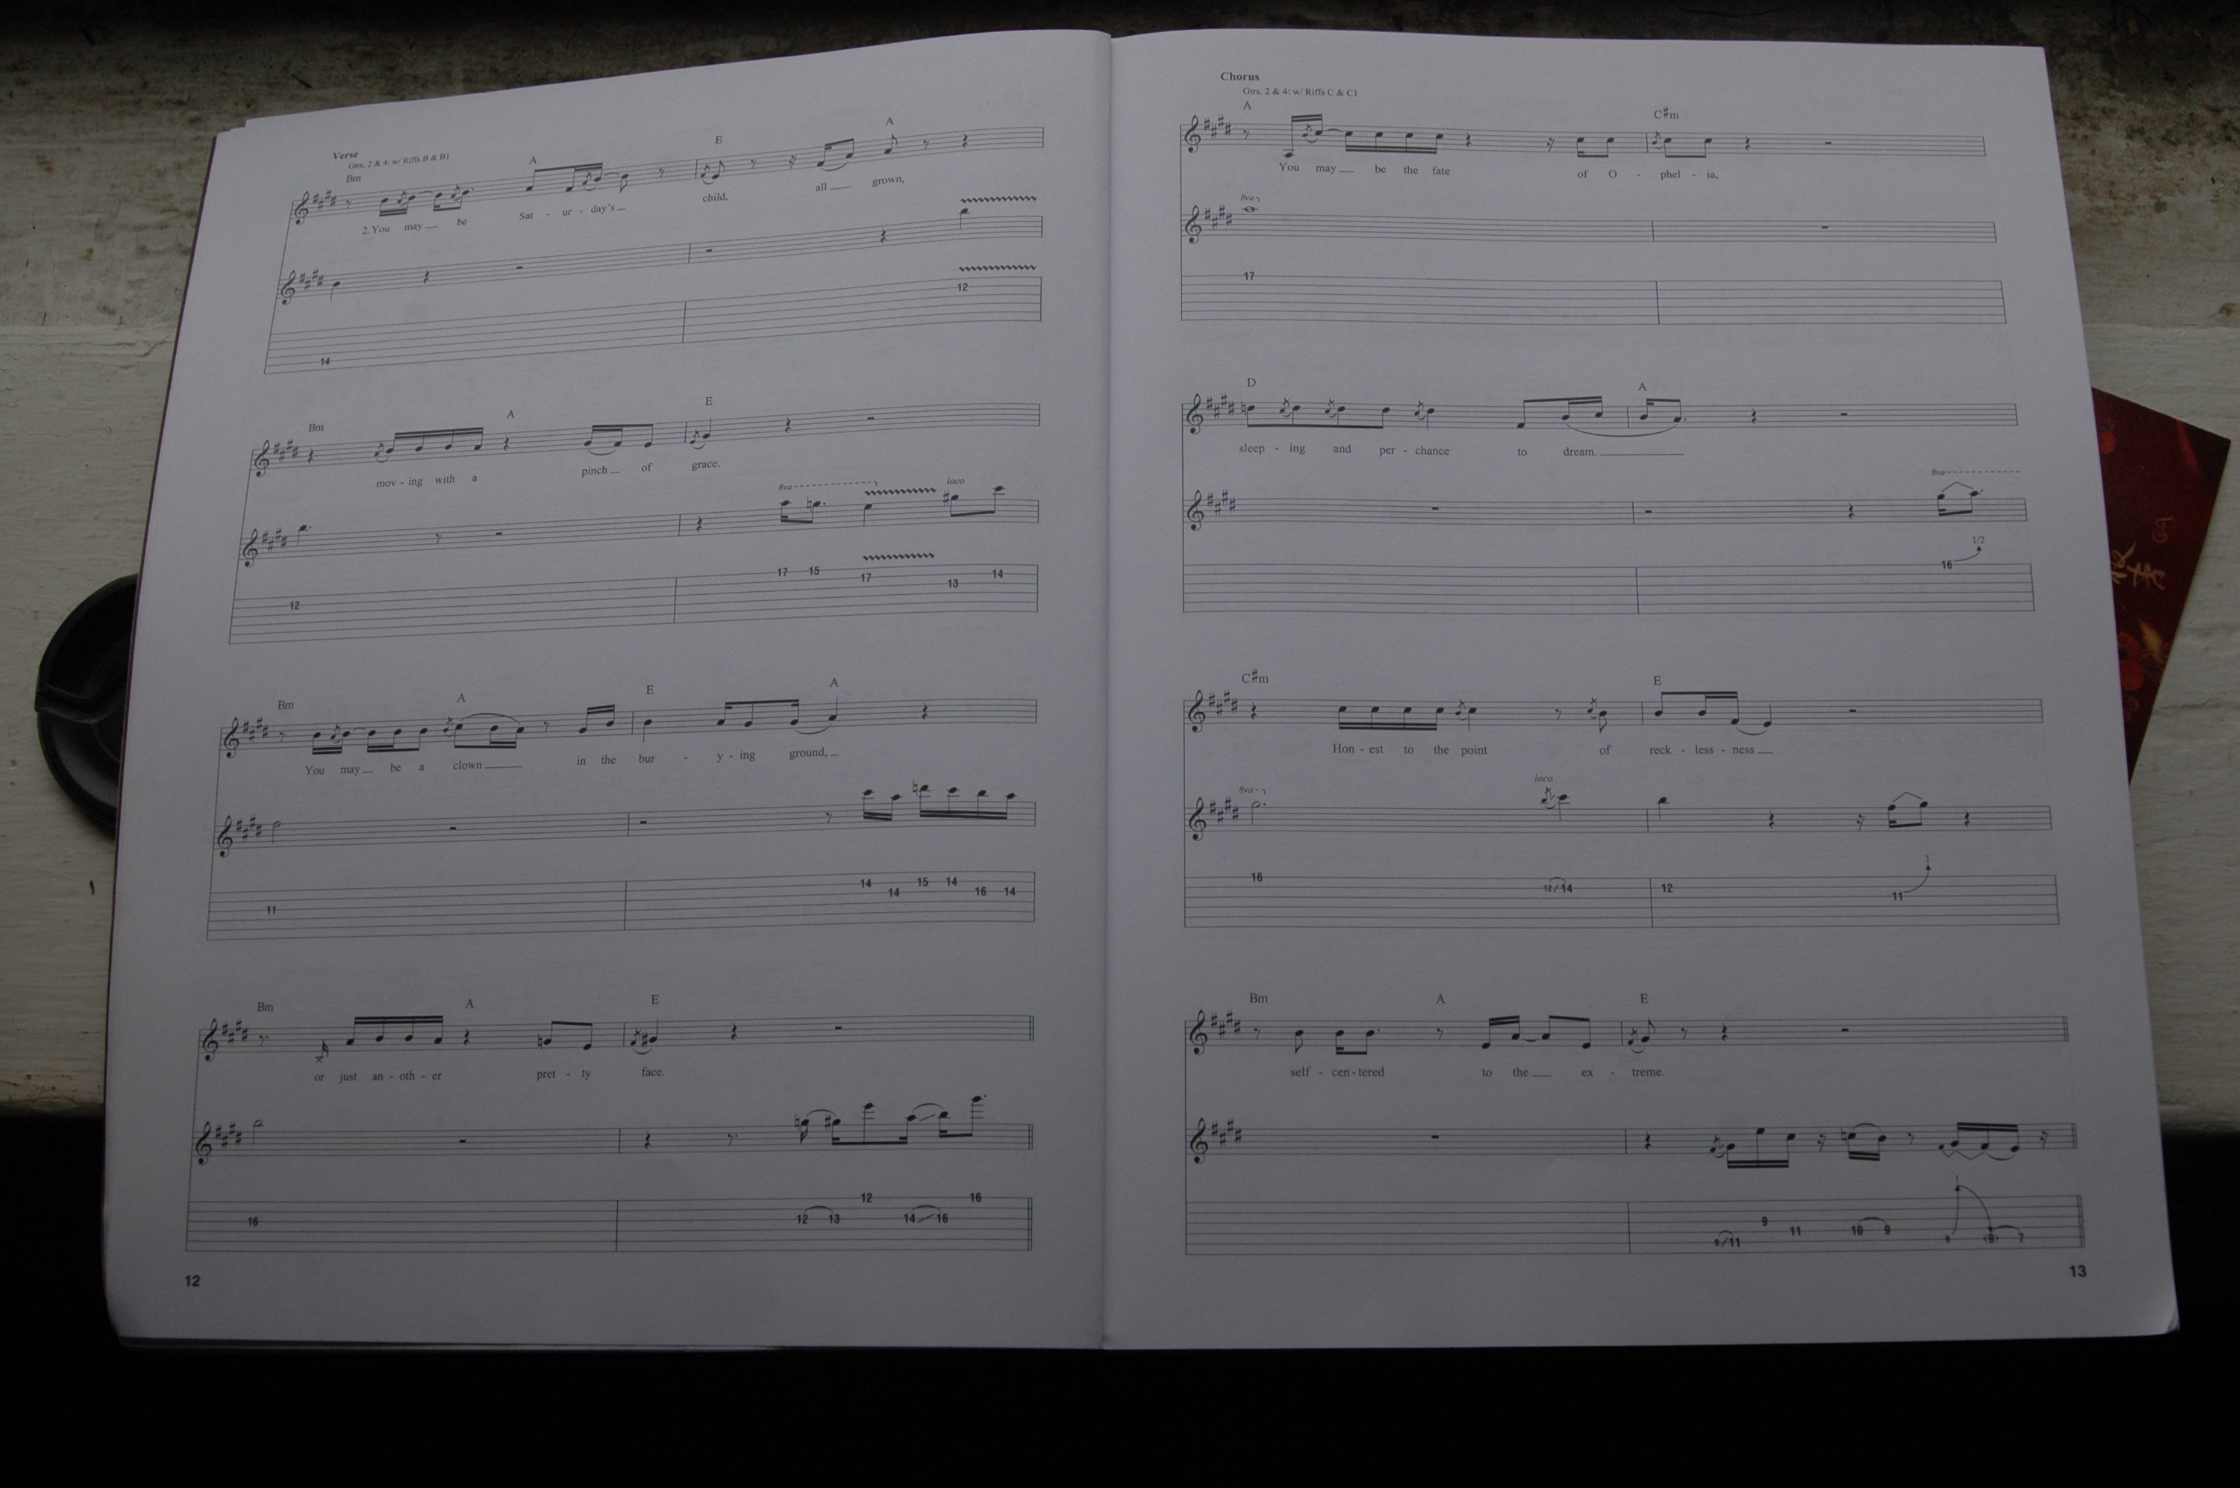 Verse
Gtrs. 2 & 4: w/ Riffs B & B1
Bm A E A
2. You may be Sat - ur - day's child, all grown,
12
14
Bm A E
mov - ing with a pinch of grace.
8va loco
17 15 17 13 14
12
Bm A E A
You may be a clown in the bur - y - ing ground,
14 14 15 14 16 14
11
Bm A E
or just an - oth - er pret - ty face.
12 13 12 14 16 16
16
12
Chorus
Gtrs. 2 & 4: w/ Riffs C & C1
A C#m
You may be the fate of O - phel - ia,
8va
17
D A
sleep - ing and per - chance to dream.
8va
1/2
16
C#m E
Hon - est to the point of reck - less - ness
8va loco
1
16 12 14 12 11
Bm A E
self - cen - tered to the ex - treme.
1
9 11 9 11 10 9 9 (9) 7
13